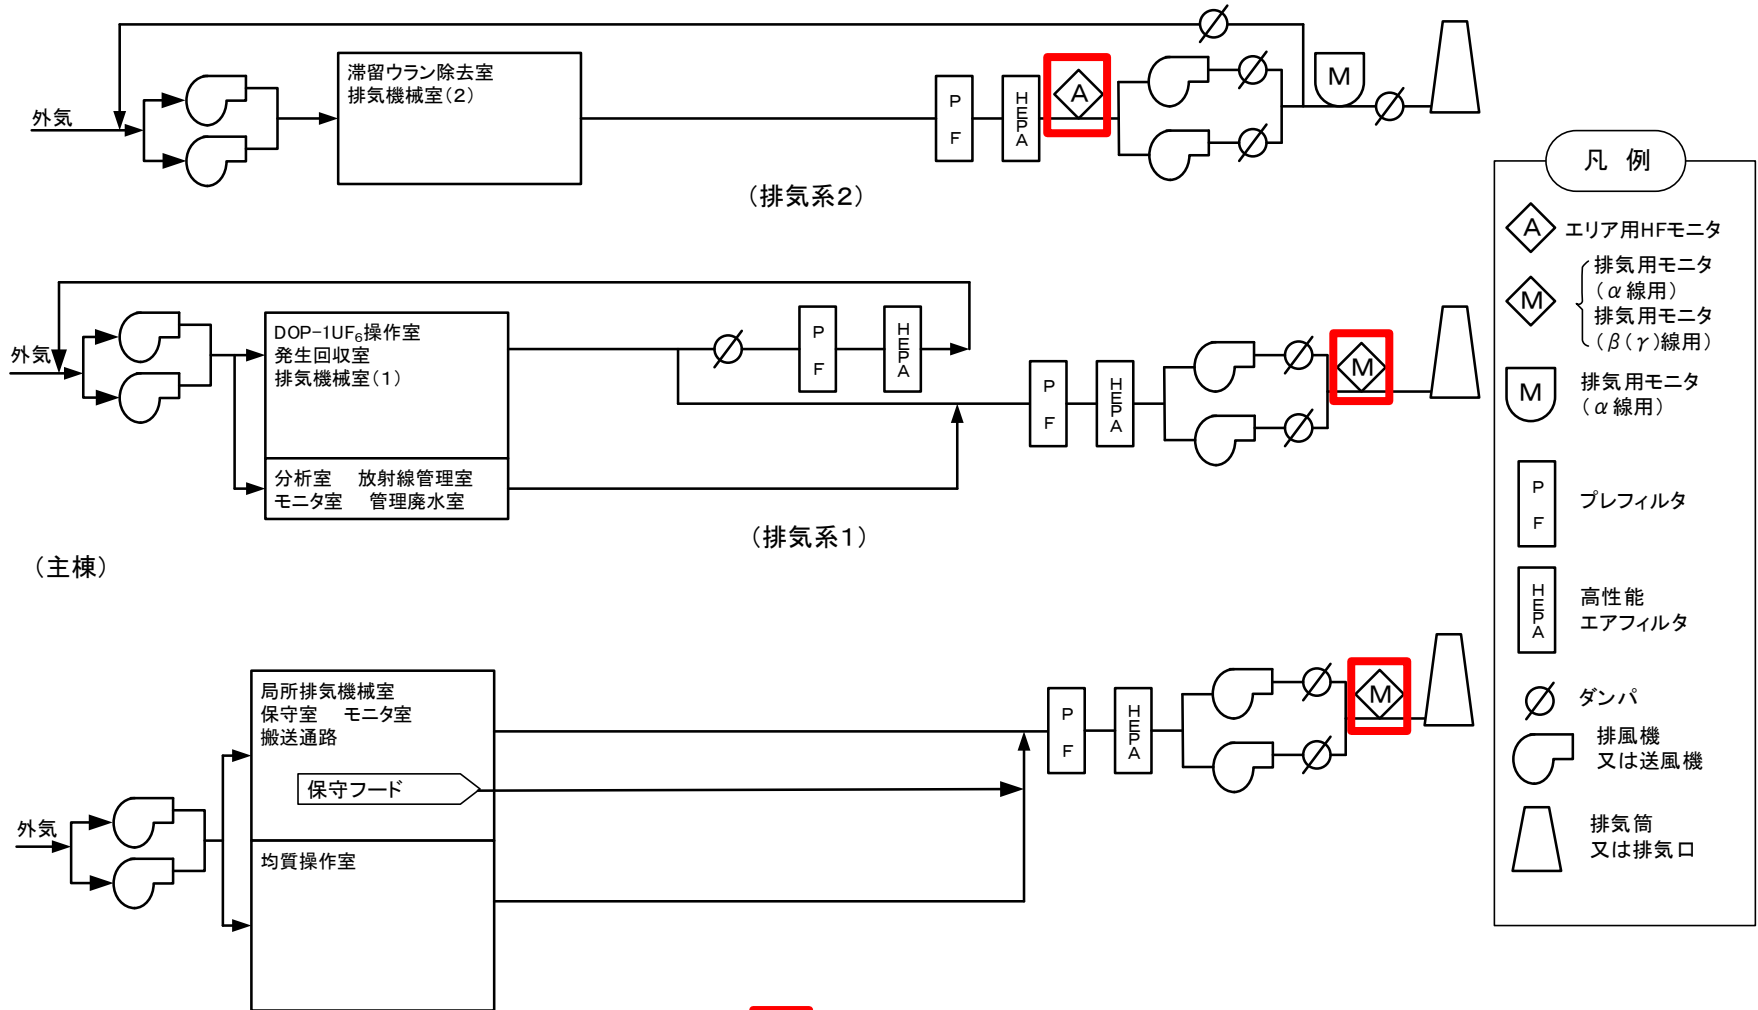 外気
滞留ウラン除去室
排気機械室(2)
P F
HEPA
A
M
(排気系2)
外気
DOP-1UF₆操作室
発生回収室
排気機械室(1)
分析室 放射線管理室
モニタ室 管理廃水室
P F
HEPA
P F
HEPA
M
(排気系1)
(主棟)
外気
局所排気機械室
保守室 モニタ室
搬送通路
保守フード
均質操作室
P F
HEPA
M
凡 例
A エリア用HFモニタ
M 排気用モニタ
(α線用)
排気用モニタ
(β(γ)線用)
M 排気用モニタ
(α線用)
P F プレフィルタ
HEPA 高性能
エアフィルタ
ダンパ
排風機
又は送風機
排気筒
又は排気口